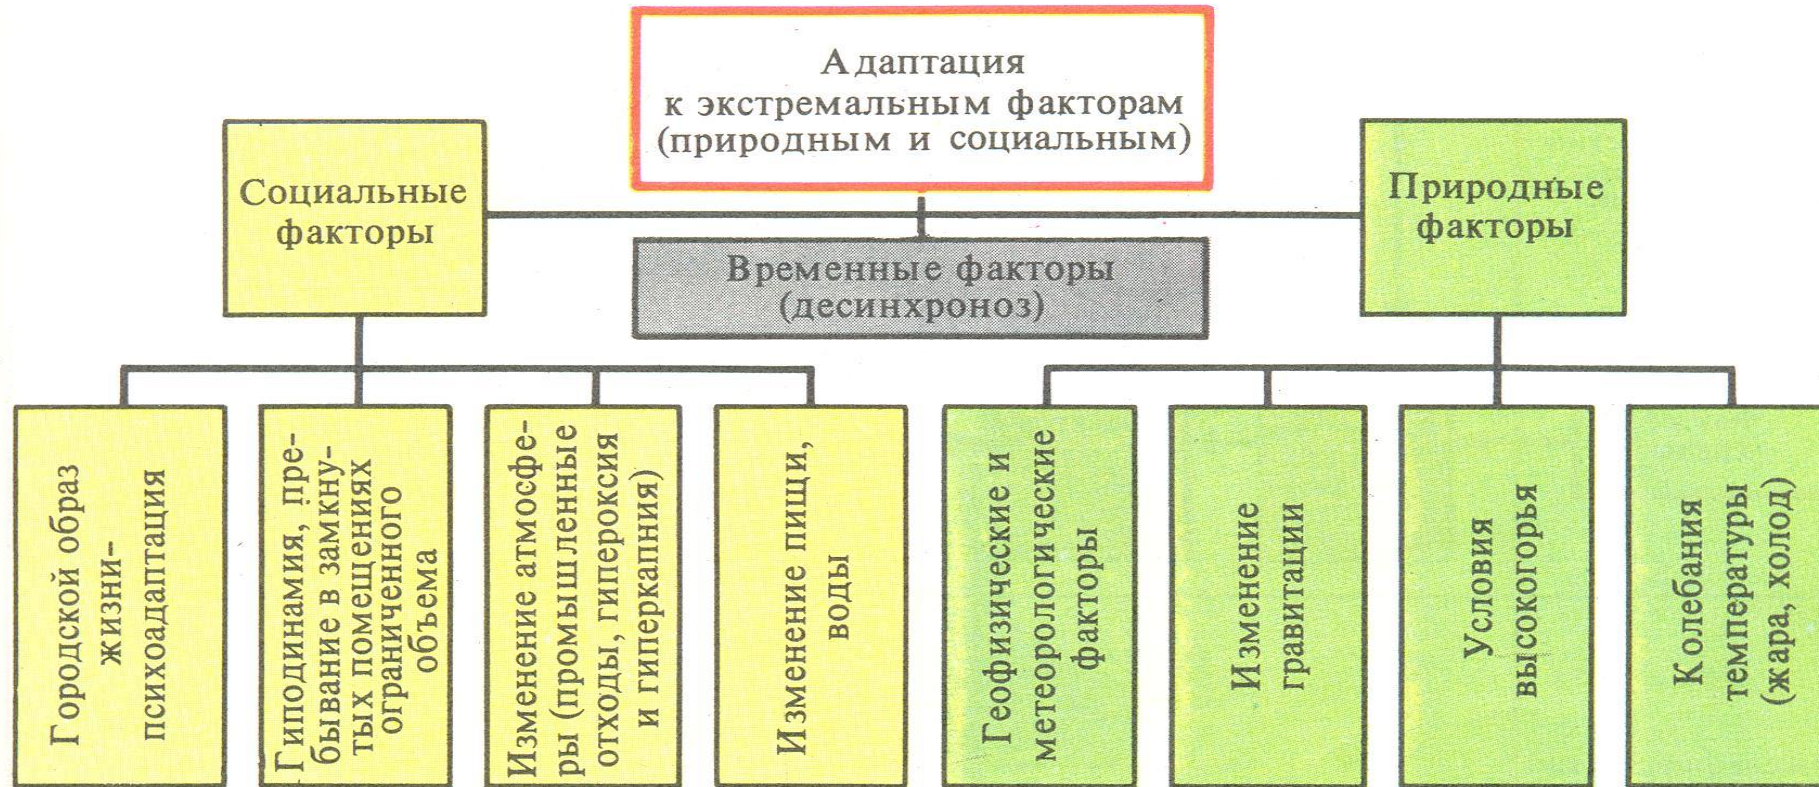 Адаптация
к экстремальным факторам
(природным и социальным)
Социальные
факторы
Природные
факторы
Временные факторы
(десинхроноз)
Городской образ
жизни–
психоадаптация
Гиподинамия, пре-
бывание в замкну-
тых помещениях
ограниченного
объема
Изменение атмосфе-
ры (промышленные
отходы, гипероксия
и гиперкапния)
Изменение пищи,
воды
Геофизические и
метеорологические
факторы
Изменение
гравитации
Условия
высокогорья
Колебания
температуры
(жара, холод)